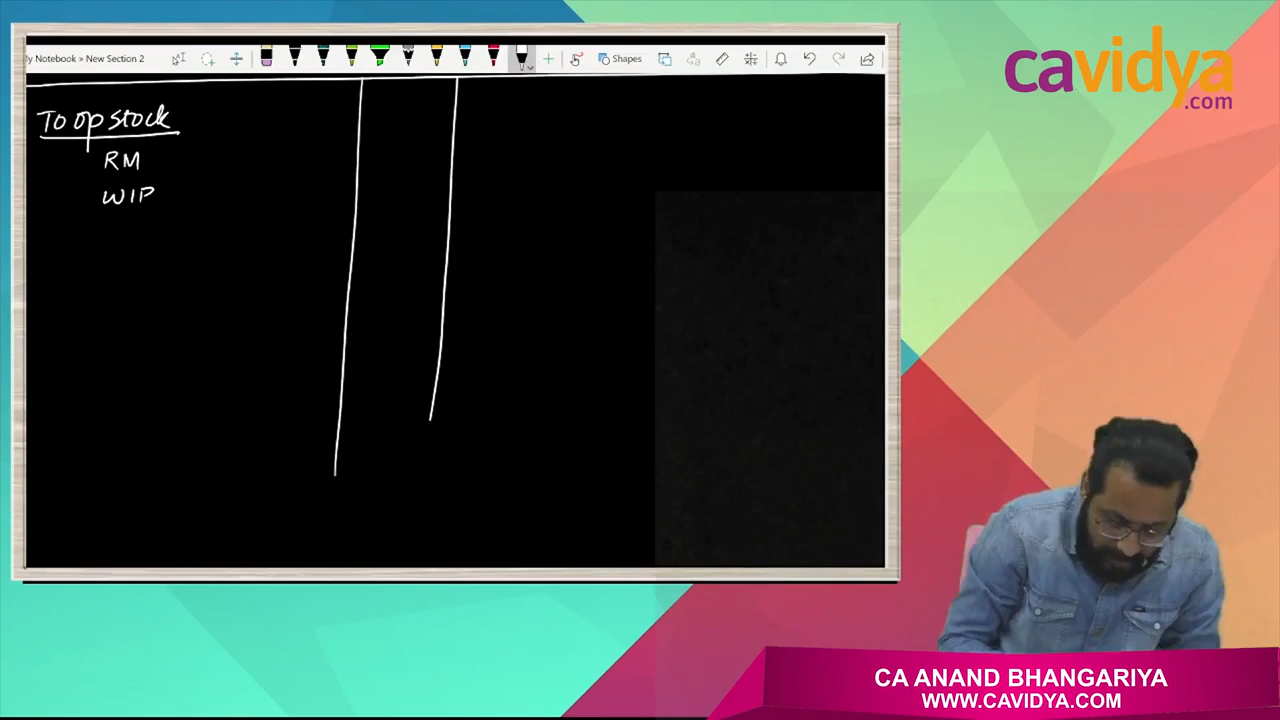 y Notebook » New Section 2
Shapes
To op stock
RM
WIP
cavidya
.com
CA ANAND BHANGARIYA
WWW.CAVIDYA.COM